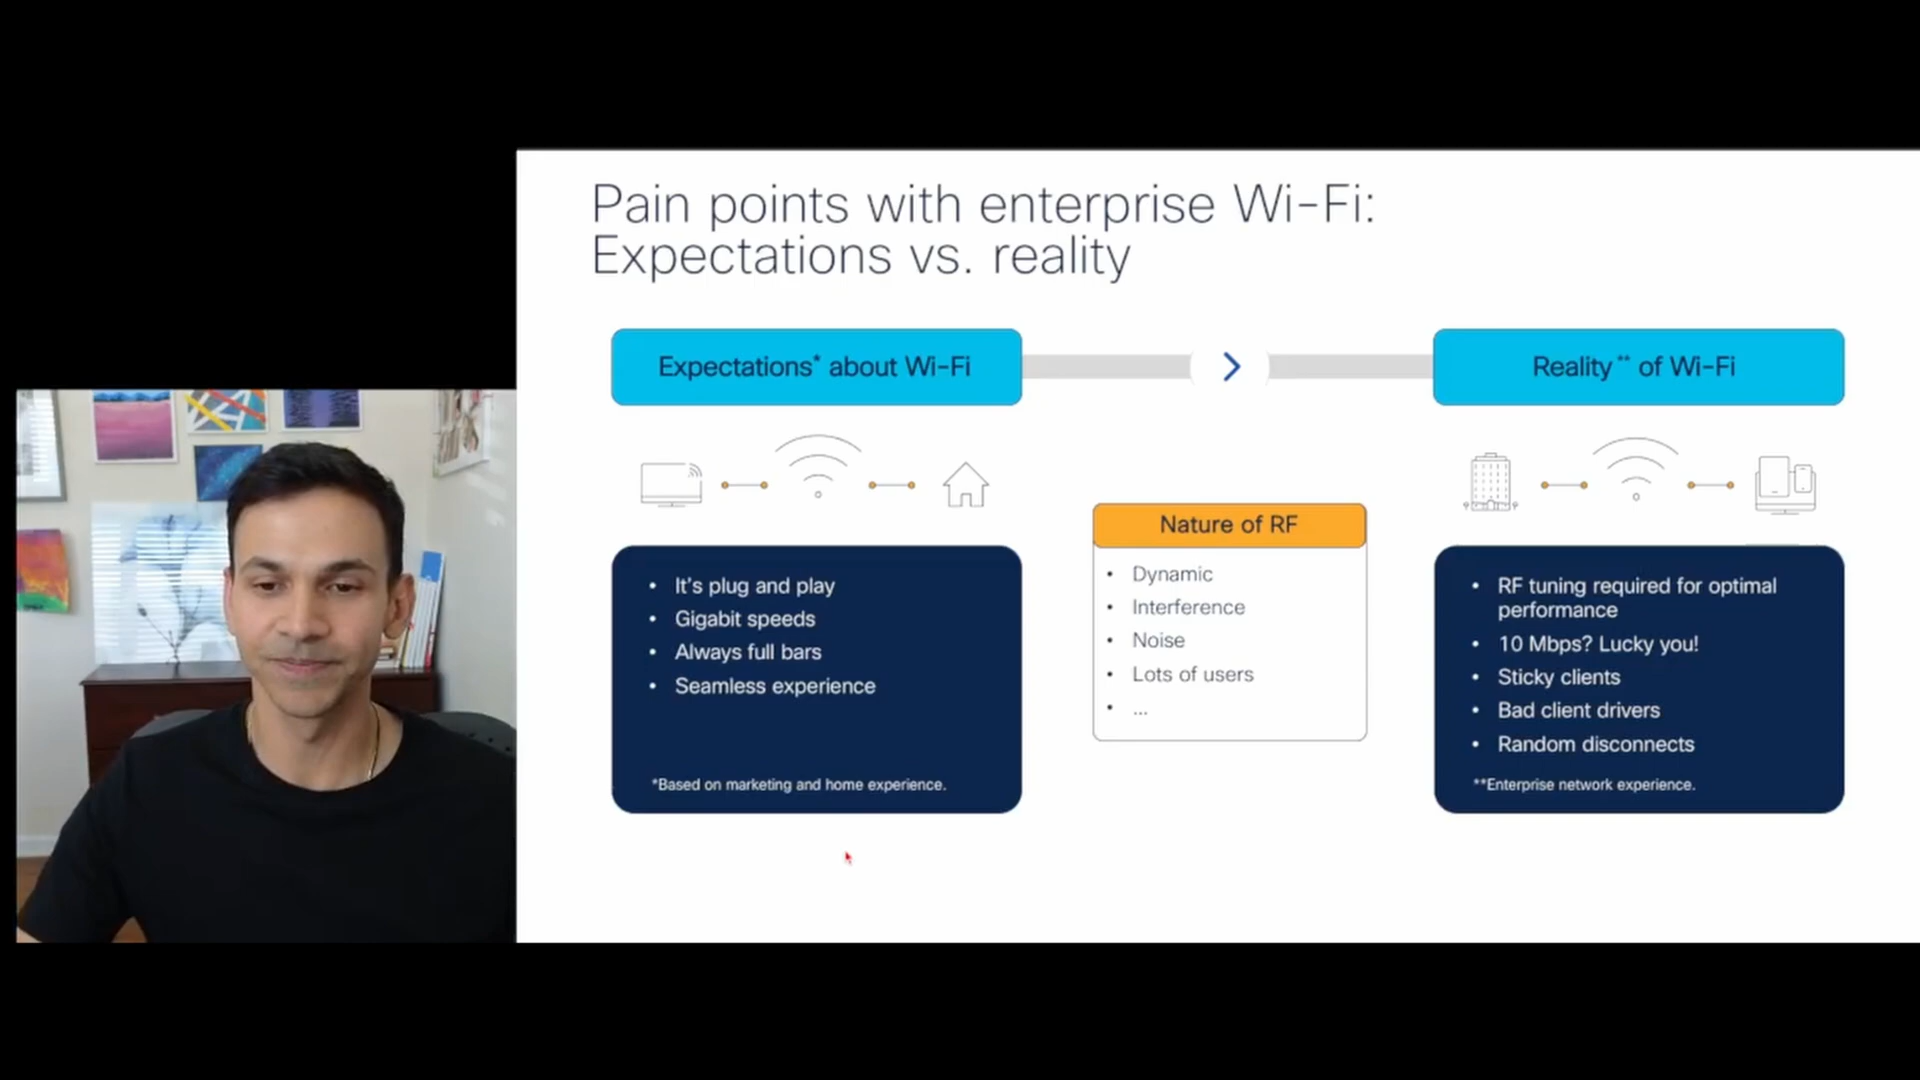 Pain points with enterprise Wi-Fi:
Expectations vs. reality
Expectations* about Wi-Fi
• It's plug and play
• Gigabit speeds
• Always full bars
• Seamless experience
*Based on marketing and home experience.
Nature of RF
• Dynamic
• Interference
• Noise
• Lots of users
• ...
Reality** of Wi-Fi
• RF tuning required for optimal
performance
• 10 Mbps? Lucky you!
• Sticky clients
• Bad client drivers
• Random disconnects
**Enterprise network experience.